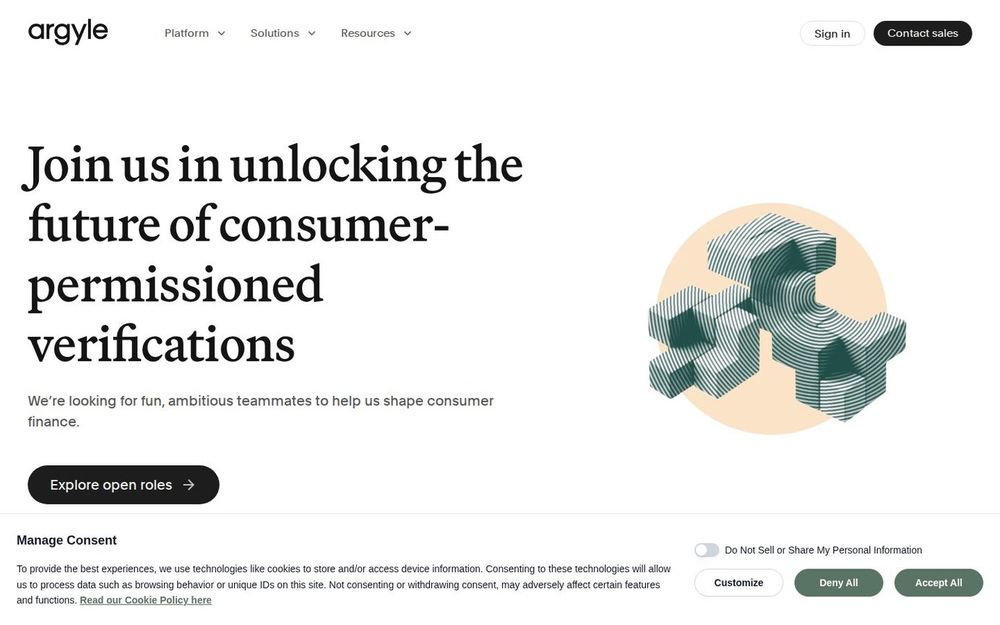 argyle
Platform
Solutions
Resources
Sign in
Contact sales
Join us in unlocking the
future of consumer-
permissioned
verifications
We’re looking for fun, ambitious teammates to help us shape consumer
finance.
Explore open roles
Manage Consent
To provide the best experiences, we use technologies like cookies to store and/or access device information. Consenting to these technologies will allow
us to process data such as browsing behavior or unique IDs on this site. Not consenting or withdrawing consent, may adversely affect certain features
and functions. Read our Cookie Policy here
Do Not Sell or Share My Personal Information
Customize
Deny All
Accept All